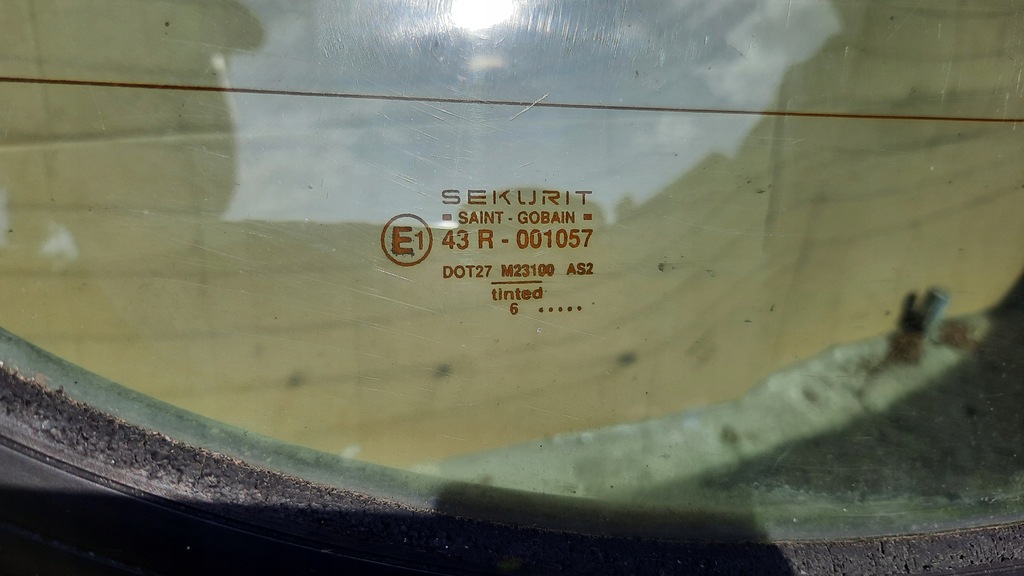 SEKURIT
SAINT - GOBAIN
E1 43 R - 001057
DOT27 M23100 AS2
tinted
6 .....